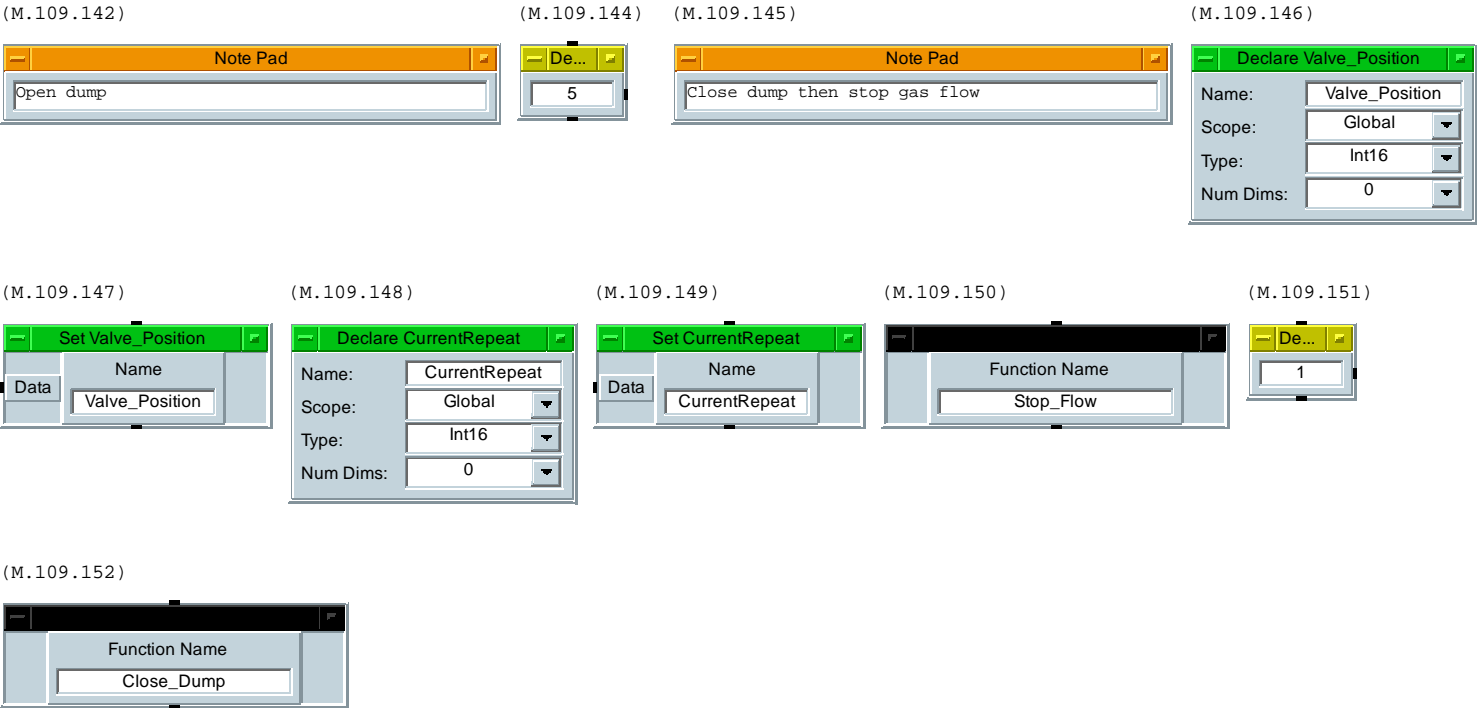 (M.109.142) (M.109.144) (M.109.145) (M.109.146)
Note Pad
Open dump
De...
5
Note Pad
Close dump then stop gas flow
Declare Valve_Position
Name: Valve_Position
Scope: Global
Type: Int16
Num Dims: 0
(M.109.147) (M.109.148) (M.109.149) (M.109.150) (M.109.151)
Set Valve_Position
Name
Data
Valve_Position
Declare CurrentRepeat
Name: CurrentRepeat
Scope: Global
Type: Int16
Num Dims: 0
Set CurrentRepeat
Name
Data
CurrentRepeat
Function Name
Stop_Flow
De...
1
(M.109.152)
Function Name
Close_Dump